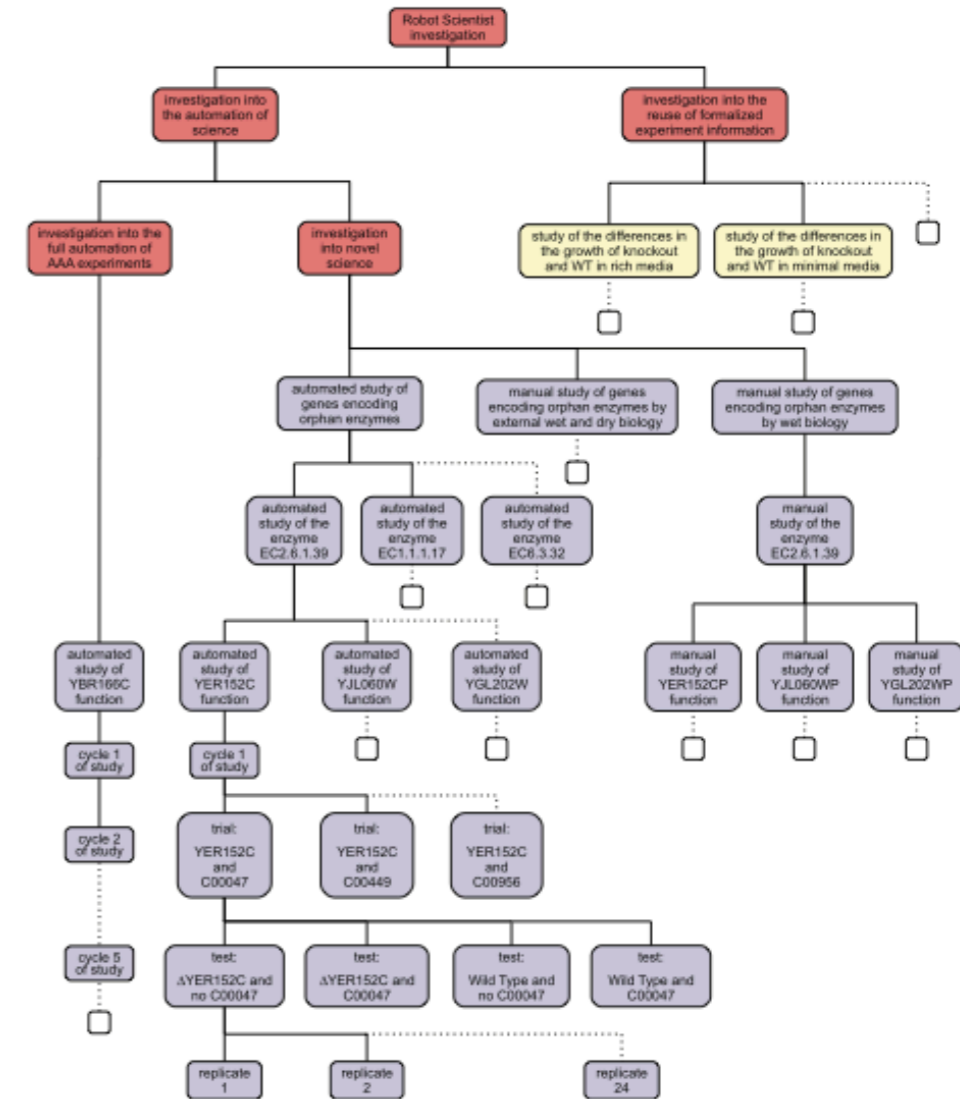 Robot Scientist
investigation
investigation into
the automation of
science
investigation into the
reuse of formalized
experiment information
investigation into the
full automation of
AAA experiments
investigation
into novel
science
study of the differences in
the growth of knockout
and WT in rich media
study of the differences in
the growth of knockout
and WT in minimal media
automated study of
genes encoding
orphan enzymes
manual study of genes
encoding orphan enzymes by
external wet and dry biology
manual study of genes
encoding orphan enzymes
by wet biology
automated
study of the
enzyme
EC2.6.1.39
automated
study of the
enzyme
EC1.1.1.17
automated
study of the
enzyme
EC6.3.32
manual
study of the
enzyme
EC2.6.1.39
automated
study of
YBR166C
function
automated
study of
YER152C
function
automated
study of
YJL060W
function
automated
study of
YGL202W
function
manual
study of
YER152CP
function
manual
study of
YJL060WP
function
manual
study of
YGL202WP
function
cycle 1
of study
cycle 1
of study
cycle 2
of study
trial:
YER152C
and
C00047
trial:
YER152C
and
C00449
trial:
YER152C
and
C00956
cycle 5
of study
test:
ΔYER152C and
no C00047
test:
ΔYER152C and
C00047
test:
Wild Type and
no C00047
test:
Wild Type and
C00047
replicate
1
replicate
2
replicate
24